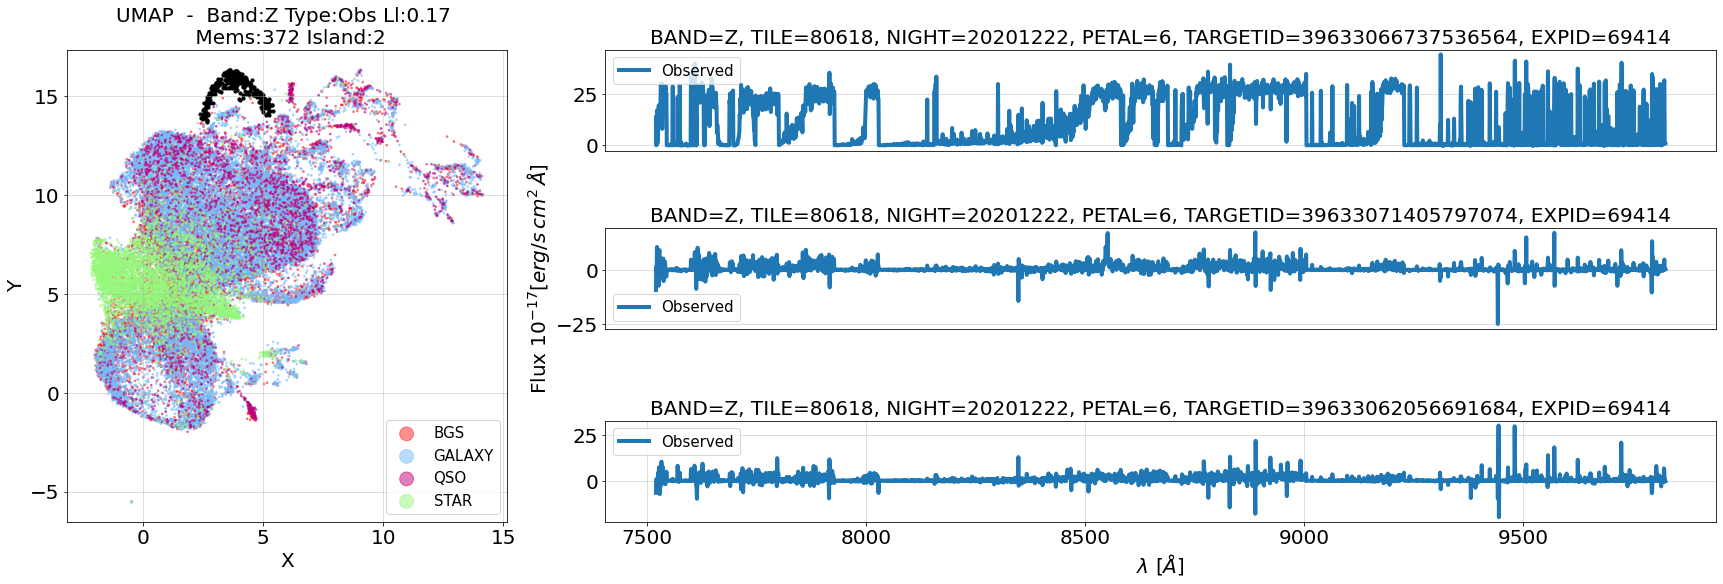 UMAP - Band:Z Type:Obs Ll:0.17
Mems:372 Island:2
15
10
5
0
−5
Y
0
5
10
15
X
BGS
GALAXY
QSO
STAR
Flux 10⁻¹⁷[erg/s cm² Å]
BAND=Z, TILE=80618, NIGHT=20201222, PETAL=6, TARGETID=39633066737536564, EXPID=69414
Observed
25
0
BAND=Z, TILE=80618, NIGHT=20201222, PETAL=6, TARGETID=39633071405797074, EXPID=69414
Observed
0
−25
BAND=Z, TILE=80618, NIGHT=20201222, PETAL=6, TARGETID=39633062056691684, EXPID=69414
Observed
25
0
7500
8000
8500
9000
9500
λ [Å]